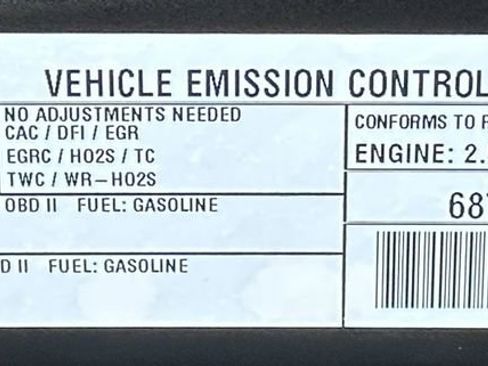 VEHICLE EMISSION CONTROL
NO ADJUSTMENTS NEEDED
CAC / DFI / EGR
EGRC / HO2S / TC
TWC / WR–HO2S
OBD II FUEL: GASOLINE
D II FUEL: GASOLINE
CONFORMS TO
ENGINE: 2.
68